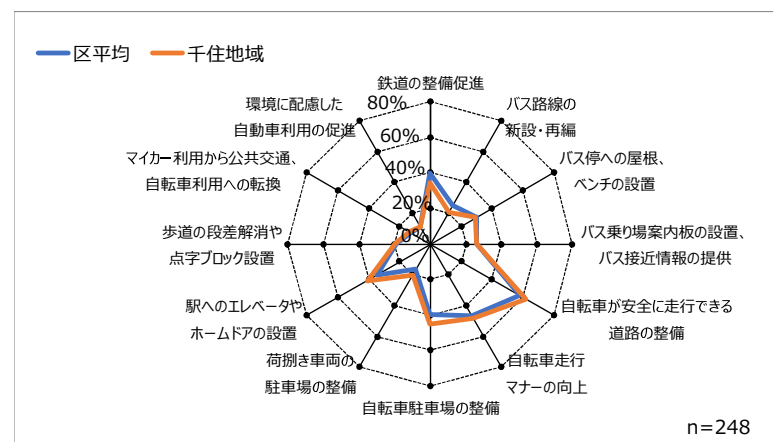 区平均
千住地域
鉄道の整備促進
バス路線の
新設・再編
バス停への屋根、
ベンチの設置
バス乗り場案内板の設置、
バス接近情報の提供
自転車が安全に走行できる
道路の整備
自転車走行
マナーの向上
自転車駐車場の整備
荷捌き車両の
駐車場の整備
駅へのエレベータや
ホームドアの設置
歩道の段差解消や
点字ブロック設置
マイカー利用から公共交通、
自転車利用への転換
環境に配慮した
自動車利用の促進
80%
60%
40%
20%
0%
n=248